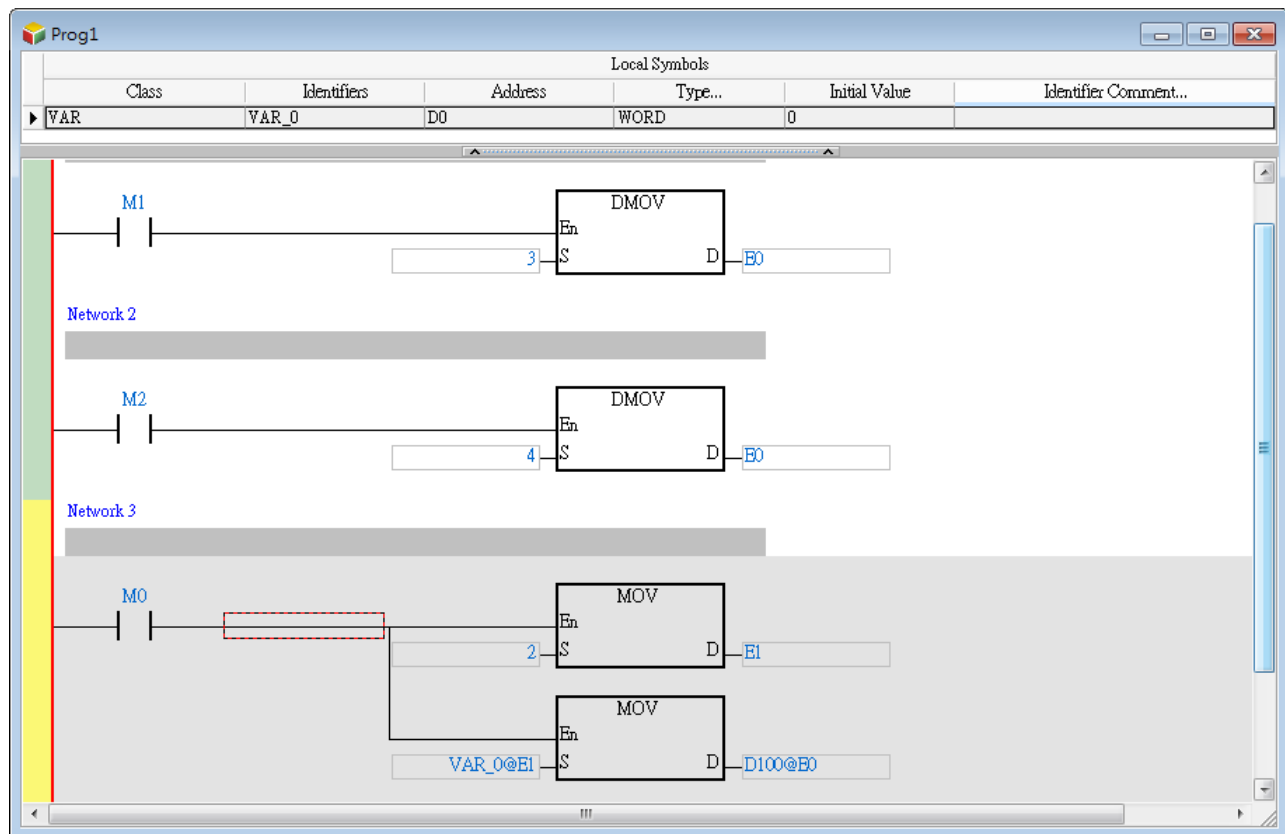 Prog1
Local Symbols
Class Identifiers Address Type... Initial Value Identifier Comment...
VAR VAR_0 D0 WORD 0
M1
DMOV
En
3 S D E0
Network 2
M2
DMOV
En
4 S D E0
Network 3
M0
MOV
En
2 S D E1
MOV
En
VAR_0@E1 S D D100@E0